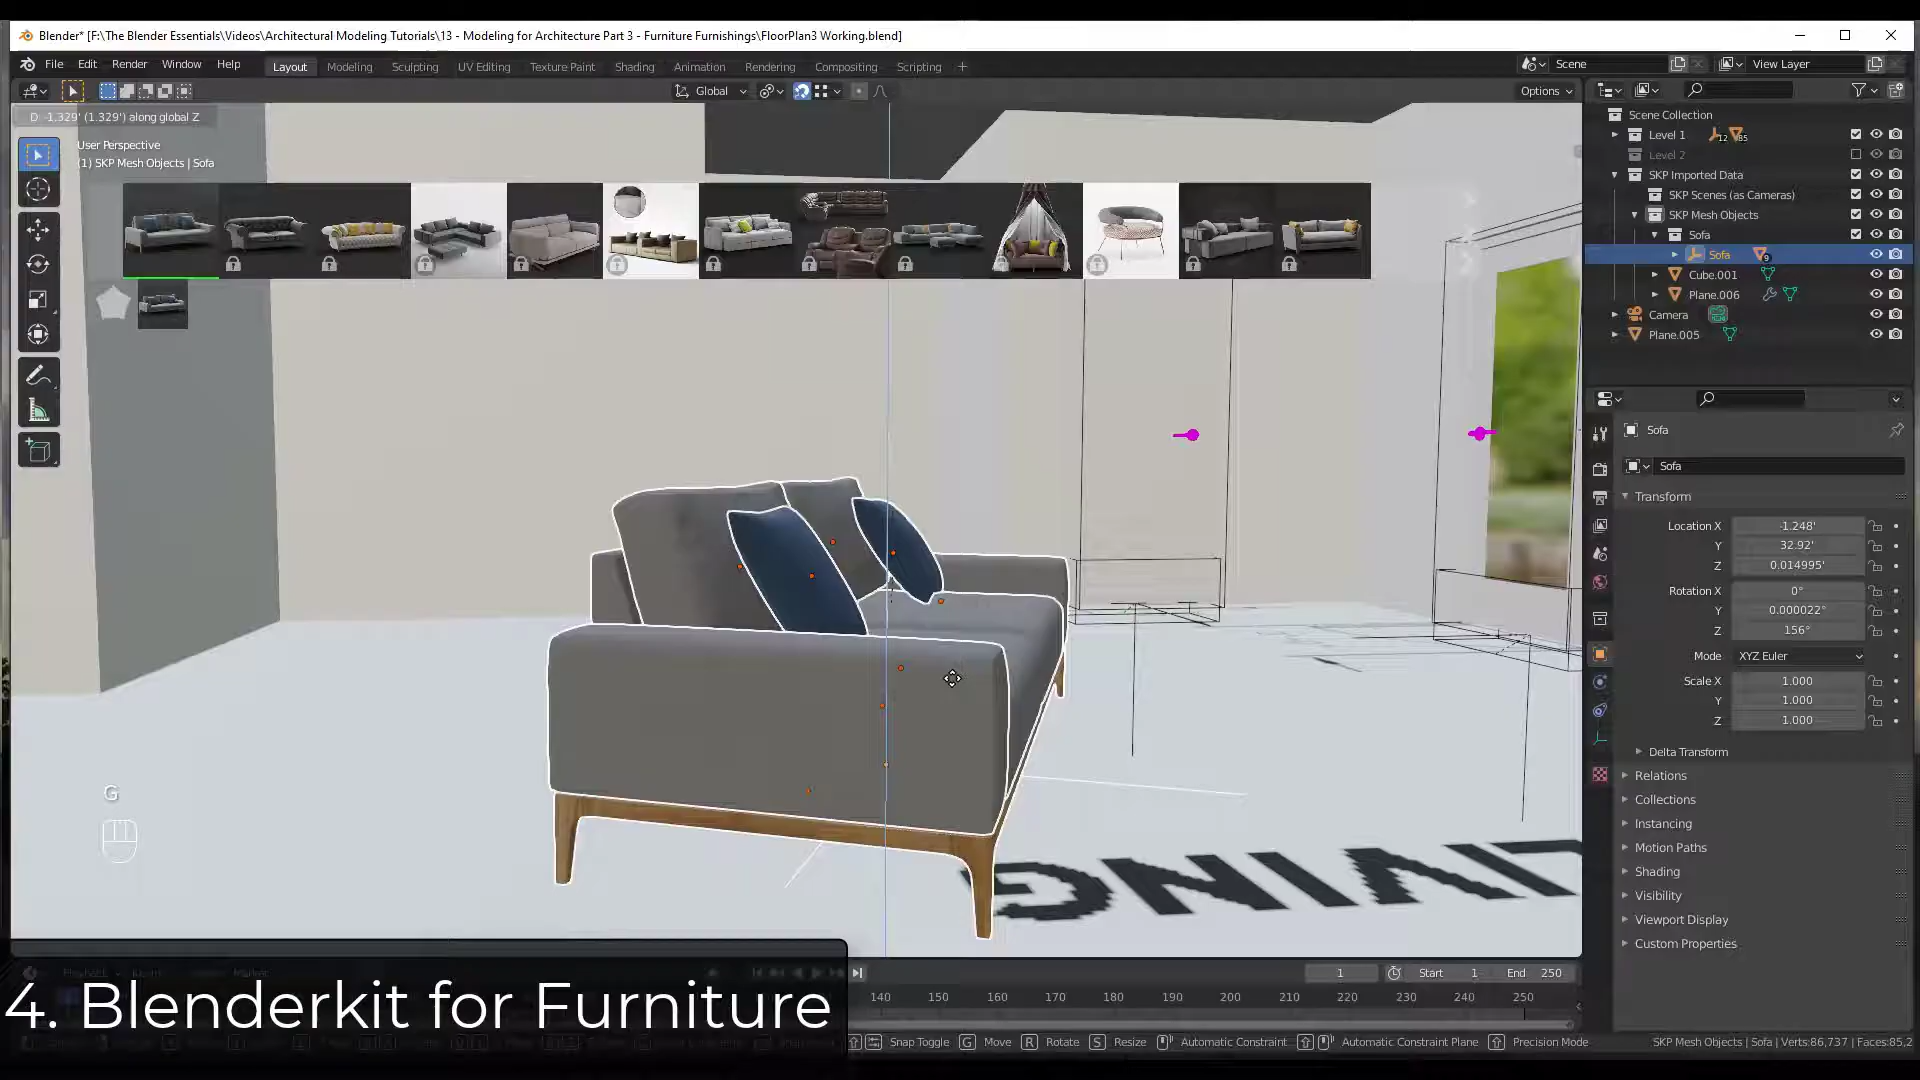 Blender* [F:\The Blender Essentials\Videos\Architectural Modeling Tutorials\13 - Modeling for Architecture Part 3 - Furniture Furnishings\FloorPlan3 Working.blend]
File Edit Render Window Help
Layout Modeling Sculpting UV Editing Texture Paint Shading Animation Rendering Compositing Scripting +
Scene
View Layer
Global
Options
D: -1.329' (1.329') along global Z
User Perspective
(1) SKP Mesh Objects | Sofa
Scene Collection
Level 1 12 85
Level 2
SKP Imported Data
SKP Scenes (as Cameras)
SKP Mesh Objects
Sofa
Sofa 9
Cube.001
Plane.006
Camera
Plane.005
Sofa
Sofa
Transform
Location X -1.248'
Y 32.92'
Z 0.014995'
Rotation X 0°
Y 0.000022°
Z 156°
Mode XYZ Euler
Scale X 1.000
Y 1.000
Z 1.000
Delta Transform
Relations
Collections
Instancing
Motion Paths
Shading
Visibility
Viewport Display
Custom Properties
G
1 Start 1 End 250
140 150 160 170 180 190 200 210 220 230 240 250
4. Blenderkit for Furniture
Snap Toggle G Move R Rotate S Resize Automatic Constraint Automatic Constraint Plane Precision Mode
SKP Mesh Objects | Sofa | Verts:86,737 | Faces:85,2